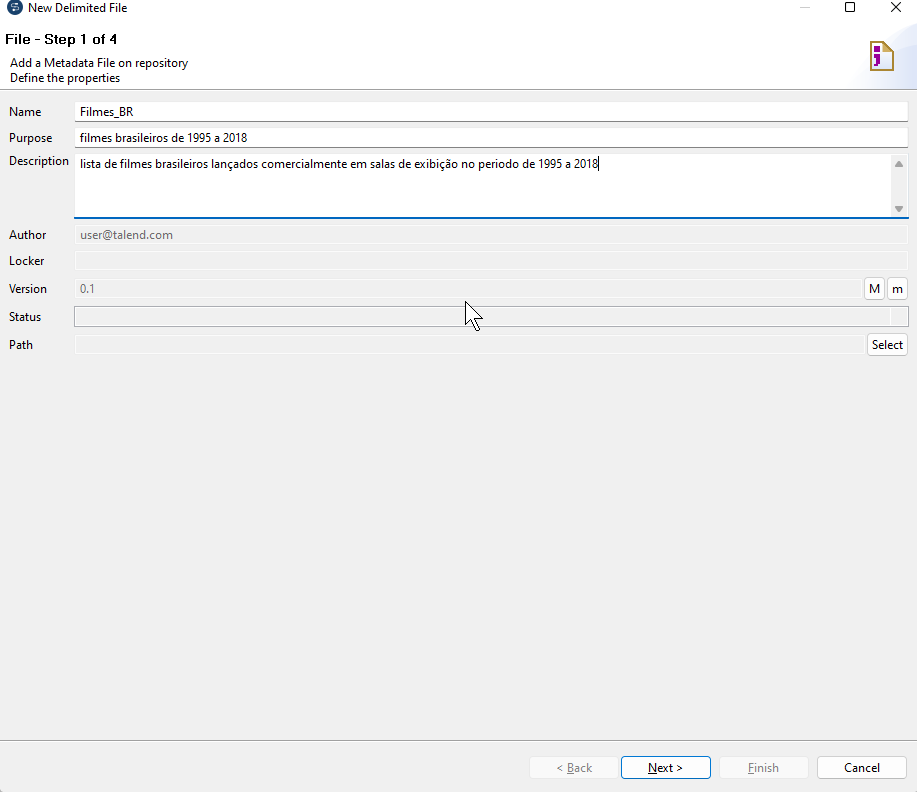 New Delimited File
File - Step 1 of 4
Add a Metadata File on repository
Define the properties
Name Filmes_BR
Purpose filmes brasileiros de 1995 a 2018
Description lista de filmes brasileiros lançados comercialmente em salas de exibição no periodo de 1995 a 2018
Author user@talend.com
Locker
Version 0.1 M m
Status
Path Select
< Back Next > Finish Cancel